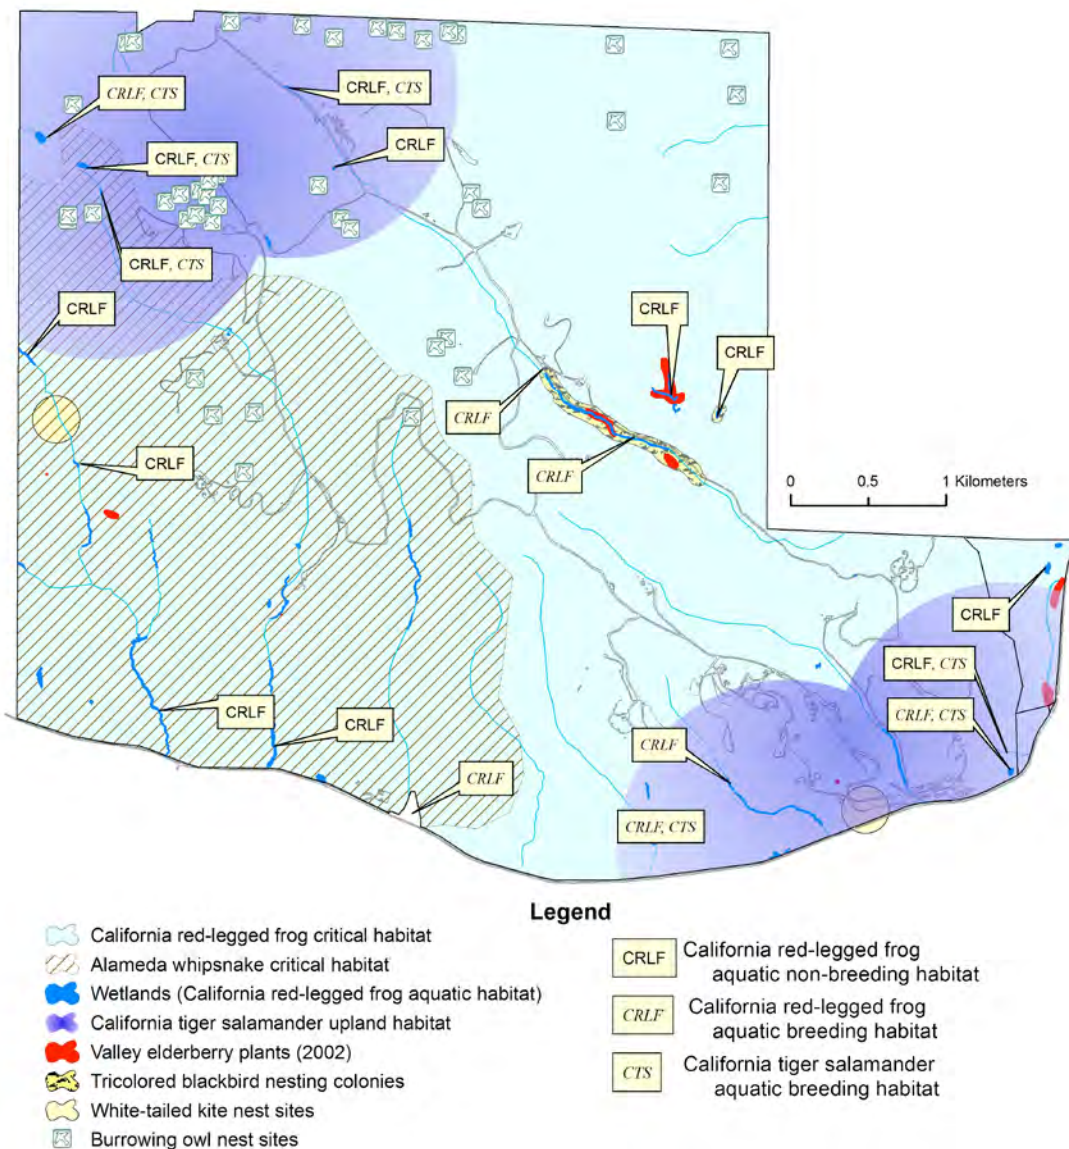 CRLF, CTS
CRLF, CTS
CRLF
CRLF, CTS
CRLF, CTS
CRLF
CRLF
CRLF
CRLF
CRLF
CRLF
0 0.5 1 Kilometers
CRLF
CRLF, CTS
CRLF
CRLF
CRLF, CTS
CRLF
CRLF
CRLF, CTS
Legend
California red-legged frog critical habitat
Alameda whipsnake critical habitat
Wetlands (California red-legged frog aquatic habitat)
California tiger salamander upland habitat
Valley elderberry plants (2002)
Tricolored blackbird nesting colonies
White-tailed kite nest sites
Burrowing owl nest sites
CRLF California red-legged frog
aquatic non-breeding habitat
CRLF California red-legged frog
aquatic breeding habitat
CTS California tiger salamander
aquatic breeding habitat